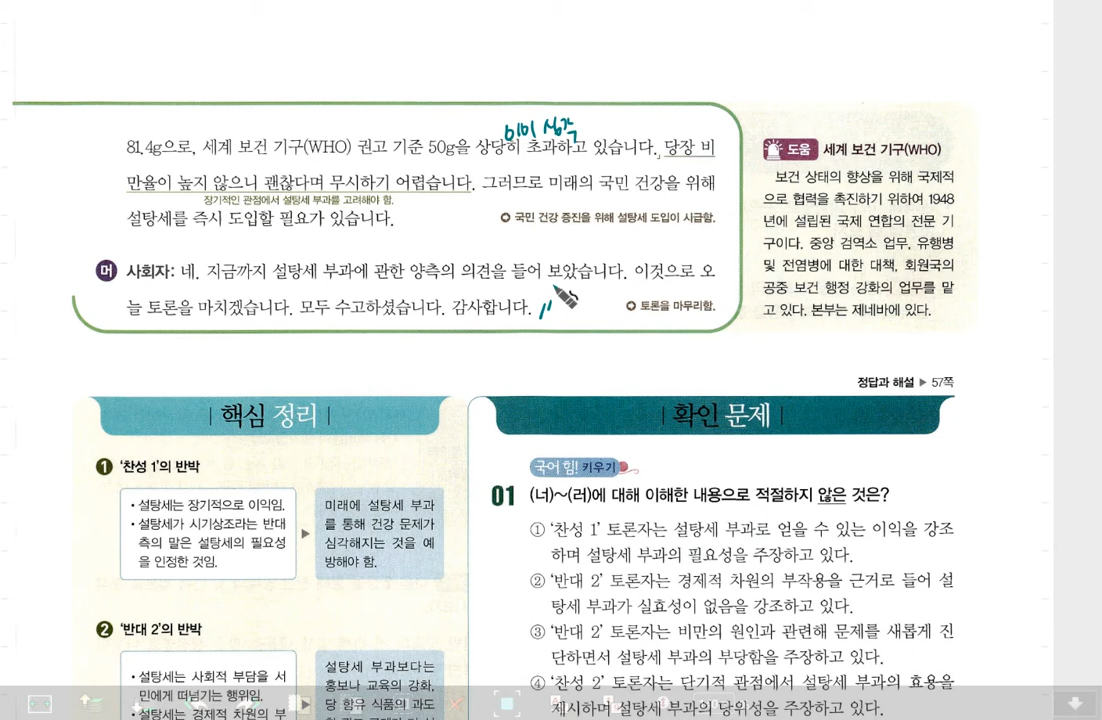 이미 심각
81.4g으로, 세계 보건 기구(WHO) 권고 기준 50g을 상당히 초과하고 있습니다. 당장 비
만율이 높지 않으니 괜찮다며 무시하기 어렵습니다. 그러므로 미래의 국민 건강을 위해
장기적인 관점에서 설탕세 부과를 고려해야 함.
설탕세를 즉시 도입할 필요가 있습니다.
국민 건강 증진을 위해 설탕세 도입이 시급함.
머 사회자: 네. 지금까지 설탕세 부과에 관한 양측의 의견을 들어 보았습니다. 이것으로 오
늘 토론을 마치겠습니다. 모두 수고하셨습니다. 감사합니다.
토론을 마무리함.
도움 세계 보건 기구(WHO)
보건 상태의 향상을 위해 국제적
으로 협력을 촉진하기 위하여 1948
년에 설립된 국제 연합의 전문 기
구이다. 중앙 검역소 업무, 유행병
및 전염병에 대한 대책, 회원국의
공중 보건 행정 강화의 업무를 맡
고 있다. 본부는 제네바에 있다.
정답과 해설 ▶ 57쪽
핵심 정리
1 '찬성 1'의 반박
• 설탕세는 장기적으로 이익임.
• 설탕세가 시기상조라는 반대
측의 말은 설탕세의 필요성
을 인정한 것임.
▶
미래에 설탕세 부과
를 통해 건강 문제가
심각해지는 것을 예
방해야 함.
2 '반대 2'의 반박
• 설탕세는 사회적 부담을 서
민에게 떠넘기는 행위임.
• 설탕세는 경제적 차원의 부
설탕세 부과보다는
홍보나 교육의 강화,
당 함유 식품의 과도
확인 문제
국어 힘! 키우기
01 (너)~(러)에 대해 이해한 내용으로 적절하지 않은 것은?
① '찬성 1' 토론자는 설탕세 부과로 얻을 수 있는 이익을 강조
하며 설탕세 부과의 필요성을 주장하고 있다.
② '반대 2' 토론자는 경제적 차원의 부작용을 근거로 들어 설
탕세 부과가 실효성이 없음을 강조하고 있다.
③ '반대 2' 토론자는 비만의 원인과 관련해 문제를 새롭게 진
단하면서 설탕세 부과의 부당함을 주장하고 있다.
④ '찬성 2' 토론자는 단기적 관점에서 설탕세 부과의 효용을
제시하며 설탕세 부과의 당위성을 주장하고 있다.